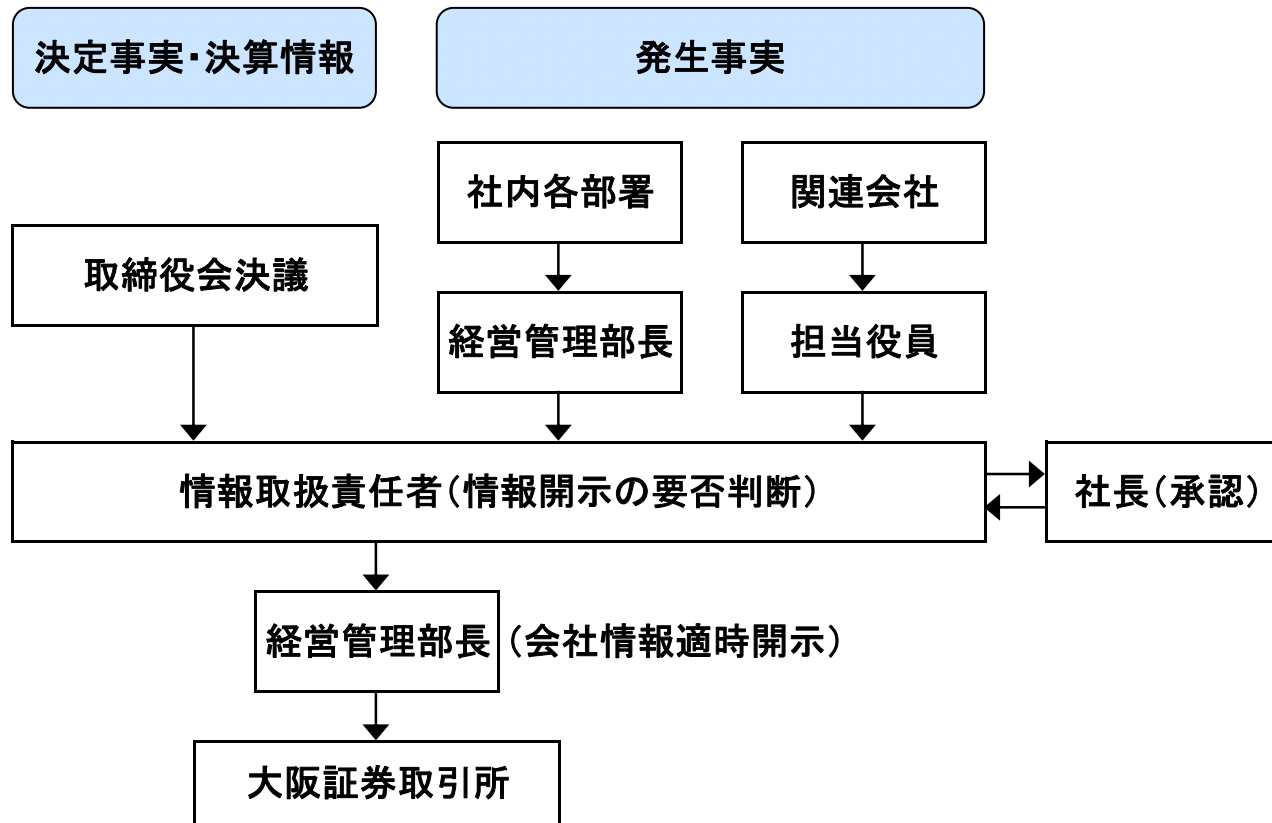 決定事実・決算情報
発生事実
社内各部署
関連会社
取締役会決議
経営管理部長
担当役員
情報取扱責任者(情報開示の要否判断)
社長(承認)
経営管理部長(会社情報適時開示)
大阪証券取引所